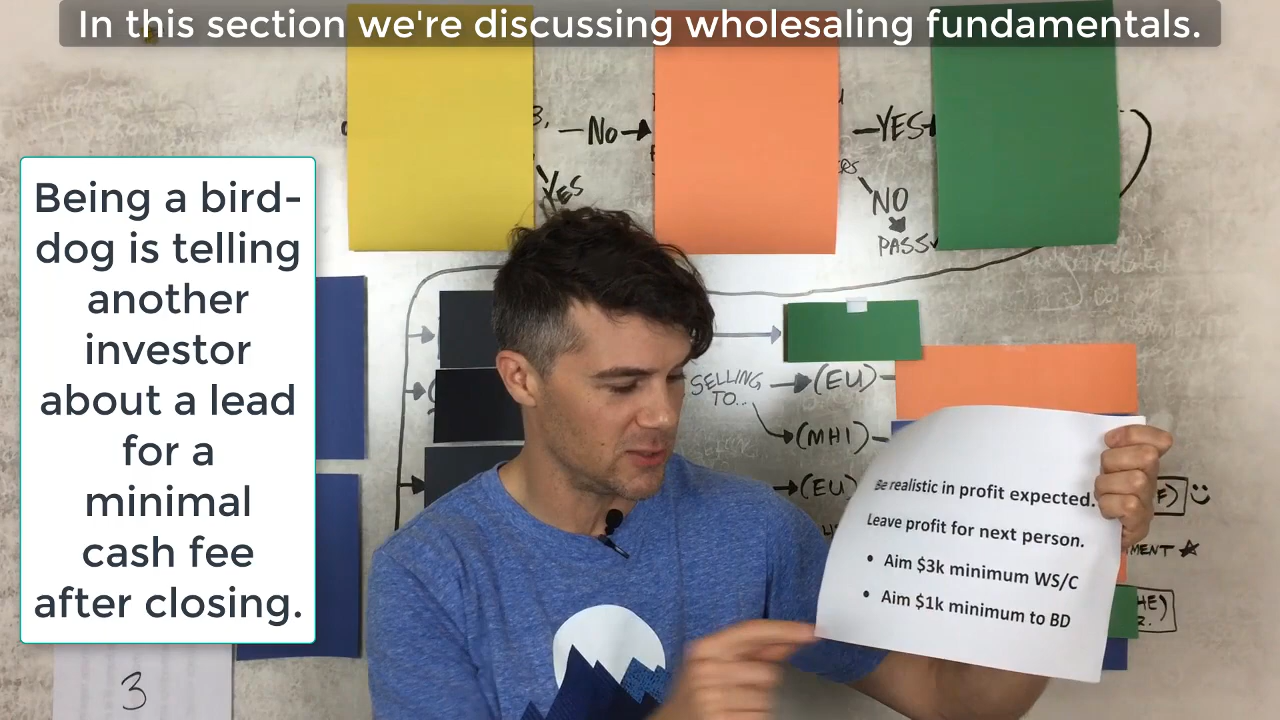 In this section we're discussing wholesaling fundamentals.
3,
No
YES
YES
NO
PASS
Being a bird-
dog is telling
another
investor
about a lead
for a
minimal
cash fee
after closing.
SELLING
TO...
(EU)
(MHI)
(EU)
Be realistic in profit expected.
Leave profit for next person.
• Aim $3k minimum WS/C
• Aim $1k minimum to BD
3